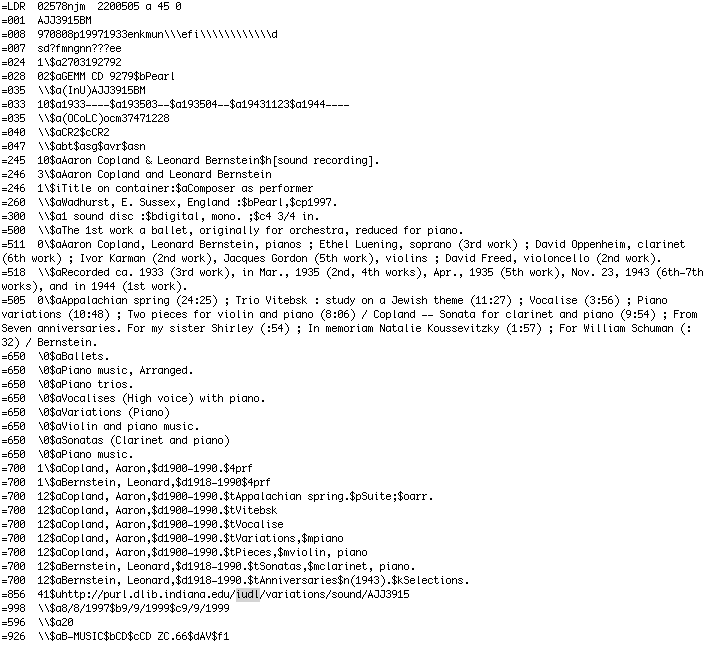 =LDR  02578njm  2200505 a 45 0
=001  AJJ3915BM
=008  970808p19971933enkmun\\\efi\\\\\\\\\\\\d
=007  sd?fmngnn???ee
=024  1\$a2703192792
=028  02$aGEMM CD 9279$bPearl
=035  \\$a(InU)AJJ3915BM
=033  10$a1933----$a193503--$a193504--$a19431123$a1944----
=035  \\$a(OCoLC)ocm37471228
=040  \\$aCR2$cCR2
=047  \\$abt$asg$avr$asn
=245  10$aAaron Copland & Leonard Bernstein$h[sound recording].
=246  3\$aAaron Copland and Leonard Bernstein
=246  1\$iTitle on container:$aComposer as performer
=260  \\$aWadhurst, E. Sussex, England :$bPearl,$cp1997.
=300  \\$a1 sound disc :$bdigital, mono. ;$c4 3/4 in.
=500  \\$aThe 1st work a ballet, originally for orchestra, reduced for piano.
=511  0\$aAaron Copland, Leonard Bernstein, pianos ; Ethel Luening, soprano (3rd work) ; David Oppenheim, clarinet
(6th work) ; Ivor Karman (2nd work), Jacques Gordon (5th work), violins ; David Freed, violoncello (2nd work).
=518  \\$aRecorded ca. 1933 (3rd work), in Mar., 1935 (2nd, 4th works), Apr., 1935 (5th work), Nov. 23, 1943 (6th-7th
works), and in 1944 (1st work).
=505  0\$aAppalachian spring (24:25) ; Trio Vitebsk : study on a Jewish theme (11:27) ; Vocalise (3:56) ; Piano
variations (10:48) ; Two pieces for violin and piano (8:06) / Copland -- Sonata for clarinet and piano (9:54) ; From
Seven anniversaries. For my sister Shirley (:54) ; In memoriam Natalie Koussevitzky (1:57) ; For William Schuman (:
32) / Bernstein.
=650  \0$aBallets.
=650  \0$aPiano music, Arranged.
=650  \0$aPiano trios.
=650  \0$aVocalises (High voice) with piano.
=650  \0$aVariations (Piano)
=650  \0$aViolin and piano music.
=650  \0$aSonatas (Clarinet and piano)
=650  \0$aPiano music.
=700  1\$aCopland, Aaron,$d1900-1990.$4prf
=700  1\$aBernstein, Leonard,$d1918-1990$4prf
=700  12$aCopland, Aaron,$d1900-1990.$tAppalachian spring.$pSuite;$oarr.
=700  12$aCopland, Aaron,$d1900-1990.$tVitebsk
=700  12$aCopland, Aaron,$d1900-1990.$tVocalise
=700  12$aCopland, Aaron,$d1900-1990.$tVariations,$mpiano
=700  12$aCopland, Aaron,$d1900-1990.$tPieces,$mviolin, piano
=700  12$aBernstein, Leonard,$d1918-1990.$tSonatas,$mclarinet, piano.
=700  12$aBernstein, Leonard,$d1918-1990.$tAnniversaries$n(1943).$kSelections.
=856  41$uhttp://purl.dlib.indiana.edu/iudl/variations/sound/AJJ3915
=998  \\$a8/8/1997$b9/9/1999$c9/9/1999
=596  \\$a20
=926  \\$aB-MUSIC$bCD$cCD ZC.66$dAV$f1